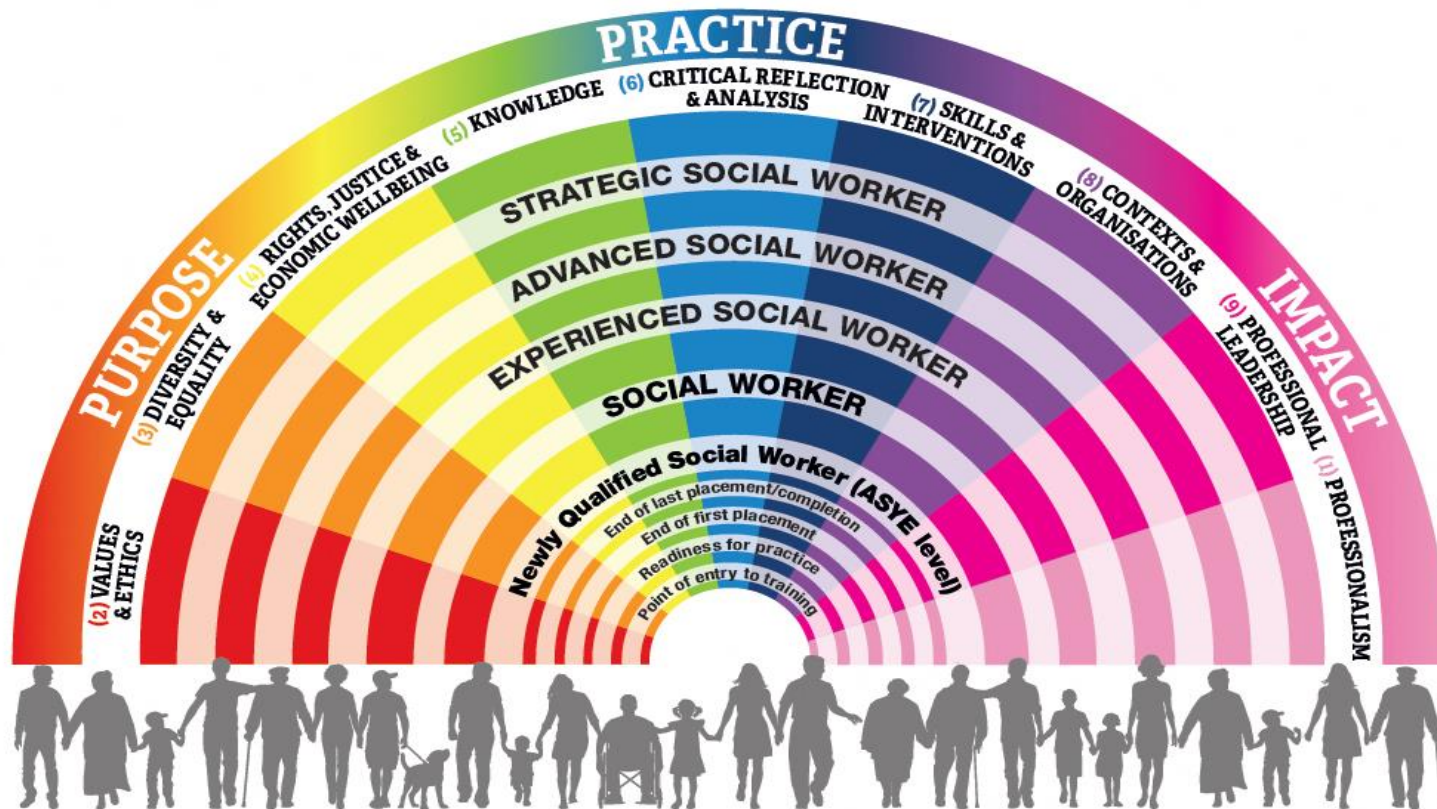 PRACTICE
PURPOSE
IMPACT
(2) VALUES
& ETHICS
(3) DIVERSITY &
EQUALITY
(4) RIGHTS, JUSTICE &
ECONOMIC WELLBEING
(5) KNOWLEDGE
(6) CRITICAL REFLECTION
& ANALYSIS
(7) SKILLS &
INTERVENTIONS
(8) CONTEXTS &
ORGANISATIONS
(9) PROFESSIONAL
LEADERSHIP
(1) PROFESSIONALISM
STRATEGIC SOCIAL WORKER
ADVANCED SOCIAL WORKER
EXPERIENCED SOCIAL WORKER
SOCIAL WORKER
Newly Qualified Social Worker (ASYE level)
End of last placement/completion
End of first placement
Readiness for practice
Point of entry to training